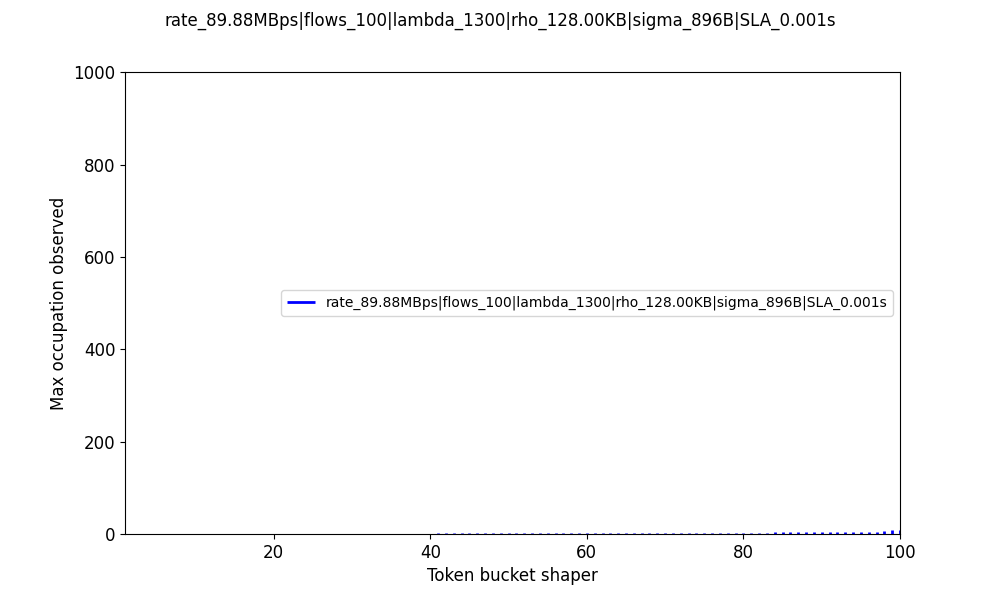 rate_89.88MBps|flows_100|lambda_1300|rho_128.00KB|sigma_896B|SLA_0.001s
1000
800
600
400
200
0
Max occupation observed
rate_89.88MBps|flows_100|lambda_1300|rho_128.00KB|sigma_896B|SLA_0.001s
20 40 60 80 100
Token bucket shaper